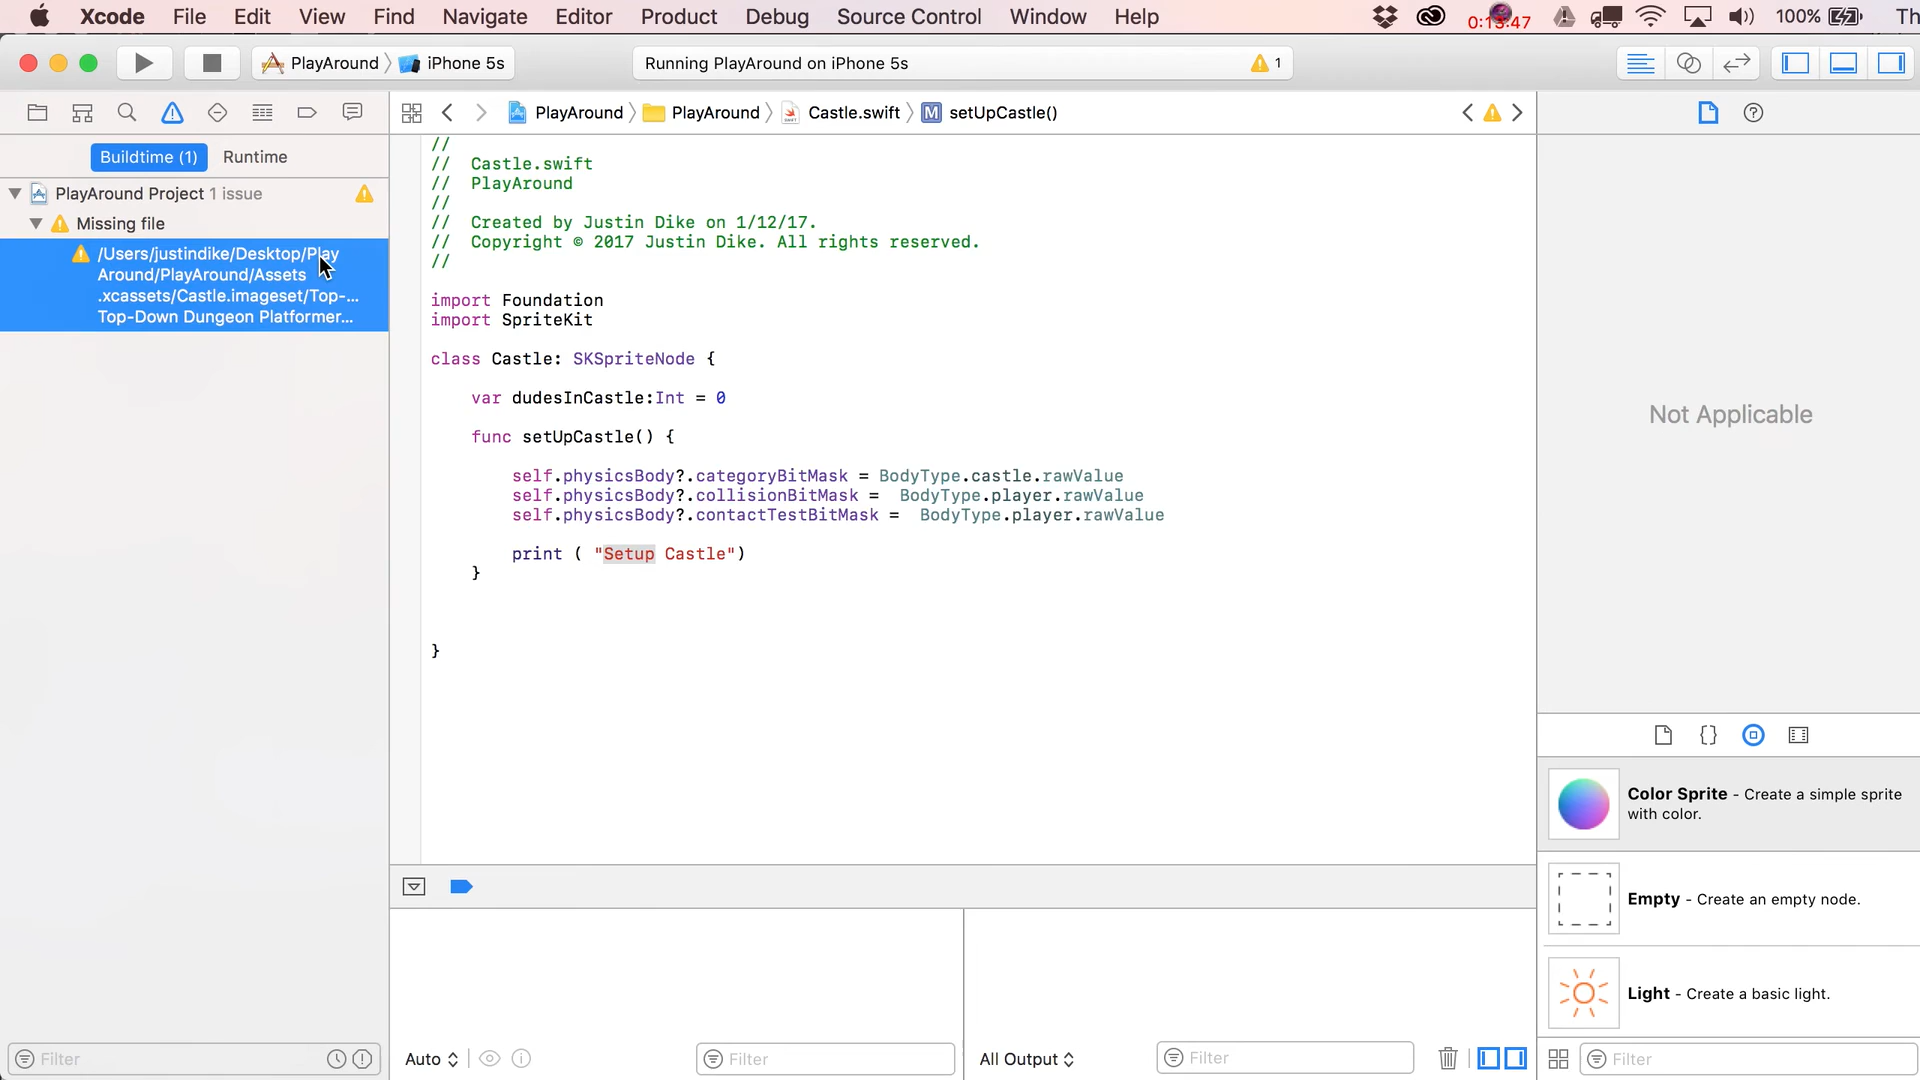 Xcode File Edit View Find Navigate Editor Product Debug Source Control Window Help 0:13:47 100% Th
PlayAround iPhone 5s Running PlayAround on iPhone 5s 1
PlayAround PlayAround Castle.swift M setUpCastle()
Buildtime (1) Runtime
PlayAround Project 1 issue
Missing file
/Users/justindike/Desktop/Play
Around/PlayAround/Assets
.xcassets/Castle.imageset/Top-...
Top-Down Dungeon Platformer...
//
// Castle.swift
// PlayAround
//
// Created by Justin Dike on 1/12/17.
// Copyright © 2017 Justin Dike. All rights reserved.
//
import Foundation
import SpriteKit
class Castle: SKSpriteNode {
var dudesInCastle:Int = 0
func setUpCastle() {
self.physicsBody?.categoryBitMask = BodyType.castle.rawValue
self.physicsBody?.collisionBitMask = BodyType.player.rawValue
self.physicsBody?.contactTestBitMask = BodyType.player.rawValue
print ( "Setup Castle")
}
}
Not Applicable
Color Sprite - Create a simple sprite
with color.
Empty - Create an empty node.
Light - Create a basic light.
Filter
Auto Filter
All Output Filter
Filter